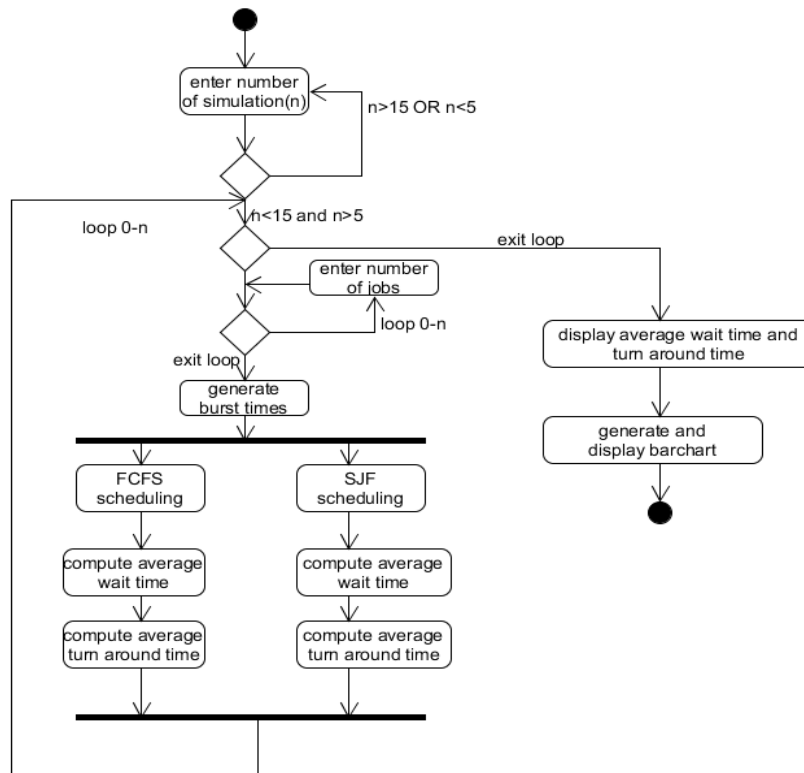 enter number
of simulation(n)
n>15 OR n<5
loop 0-n
n<15 and n>5
exit loop
enter number
of jobs
loop 0-n
display average wait time and
turn around time
exit loop
generate
burst times
generate and
display barchart
FCFS
scheduling
SJF
scheduling
compute average
wait time
compute average
wait time
compute average
turn around time
compute average
turn around time